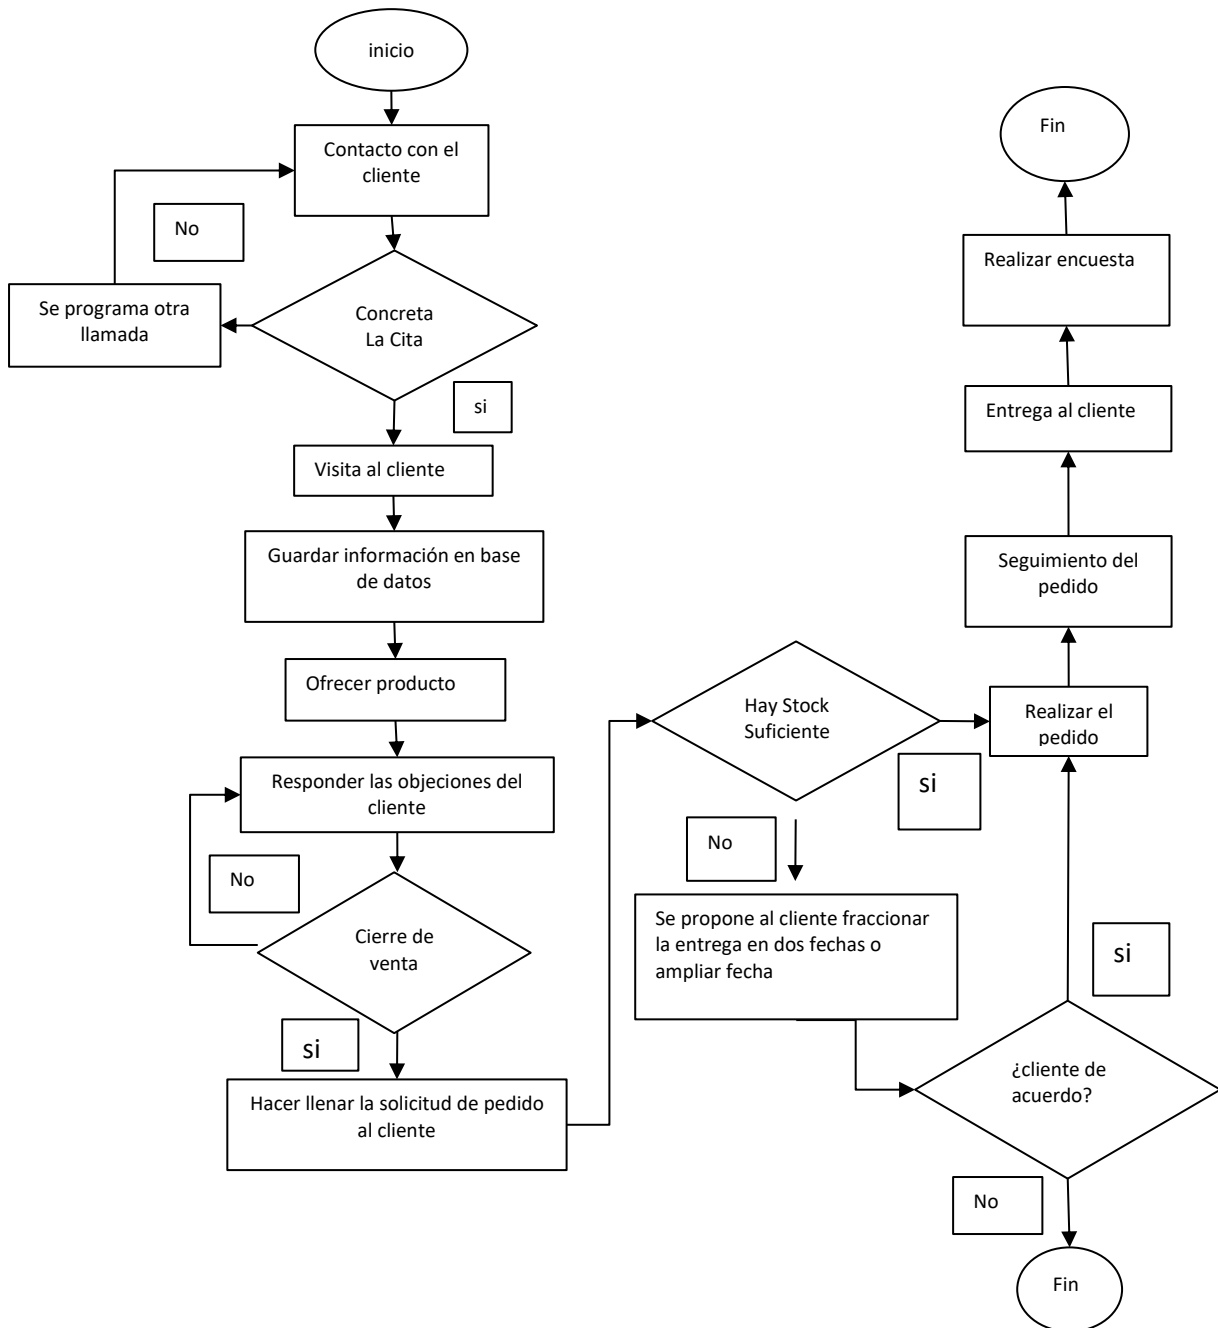 inicio
Contacto con el
cliente
No
Se programa otra
llamada
Concreta
La Cita
si
Visita al cliente
Guardar información en base
de datos
Ofrecer producto
Responder las objeciones del
cliente
No
Cierre de
venta
si
Hacer llenar la solicitud de pedido
al cliente
Hay Stock
Suficiente
si
No
Se propone al cliente fraccionar
la entrega en dos fechas o
ampliar fecha
¿cliente de
acuerdo?
si
No
Fin
Realizar el
pedido
Seguimiento del
pedido
Entrega al cliente
Realizar encuesta
Fin